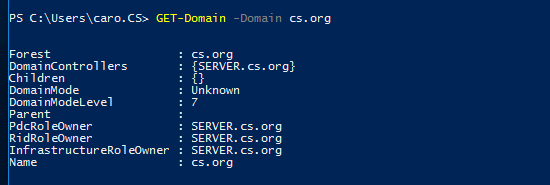 PS C:\Users\caro.CS> GET-Domain -Domain cs.org
Forest : cs.org
DomainControllers : {SERVER.cs.org}
Children : {}
DomainMode : Unknown
DomainModeLevel : 7
Parent :
PdcRoleOwner : SERVER.cs.org
RidRoleOwner : SERVER.cs.org
InfrastructureRoleOwner : SERVER.cs.org
Name : cs.org